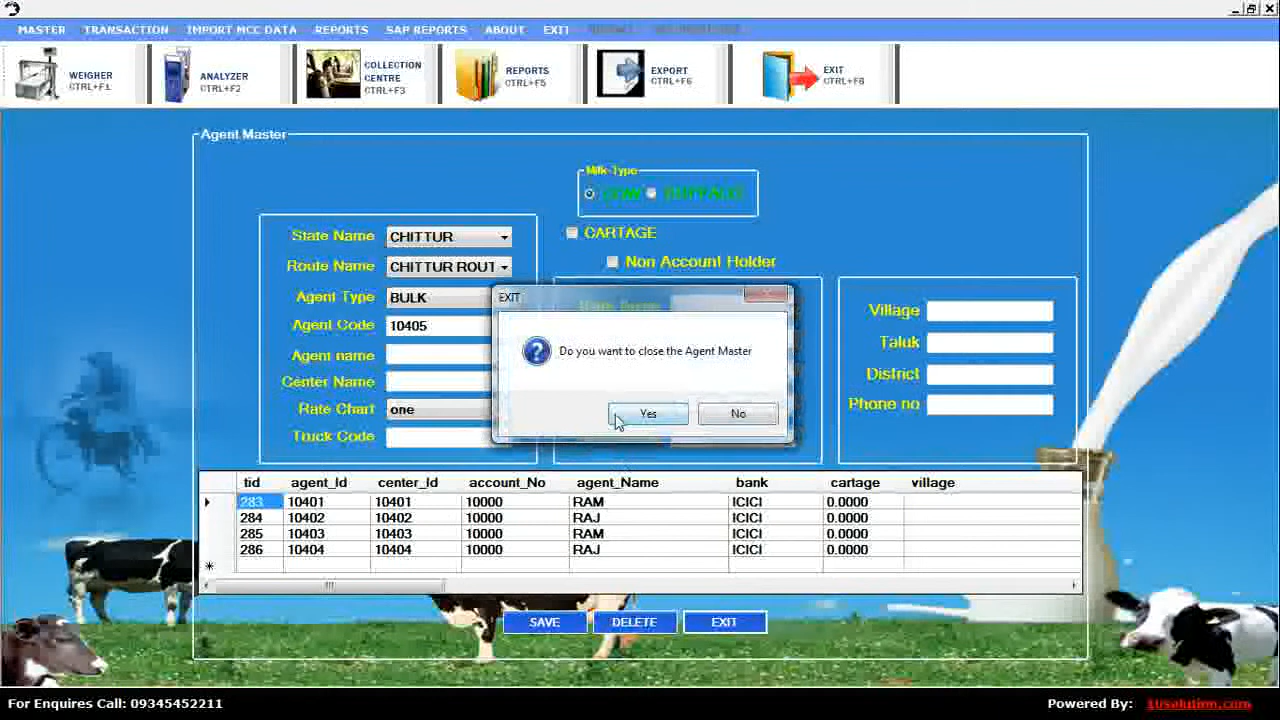 MASTER TRANSACTION IMPORT MCC DATA REPORTS SAP REPORTS ABOUT EXIT
WEIGHER
CTRL+F1
ANALYZER
CTRL+F2
COLLECTION
CENTRE
CTRL+F3
REPORTS
CTRL+F5
EXPORT
CTRL+F6
EXIT
CTRL+F8
Agent Master
Milk Type
CARTAGE
Non Account Holder
State Name CHITTUR
Route Name CHITTUR ROUT
Agent Type BULK
Agent Code 10405
Agent name
Center Name
Rate Chart one
Truck Code
Village
Taluk
District
Phone no
EXIT
Do you want to close the Agent Master
Yes No
tid agent_Id center_Id account_No agent_Name bank cartage village
283 10401 10401 10000 RAM ICICI 0.0000
284 10402 10402 10000 RAJ ICICI 0.0000
285 10403 10403 10000 RAM ICICI 0.0000
286 10404 10404 10000 RAJ ICICI 0.0000
SAVE DELETE EXIT
For Enquires Call: 09345452211 Powered By: